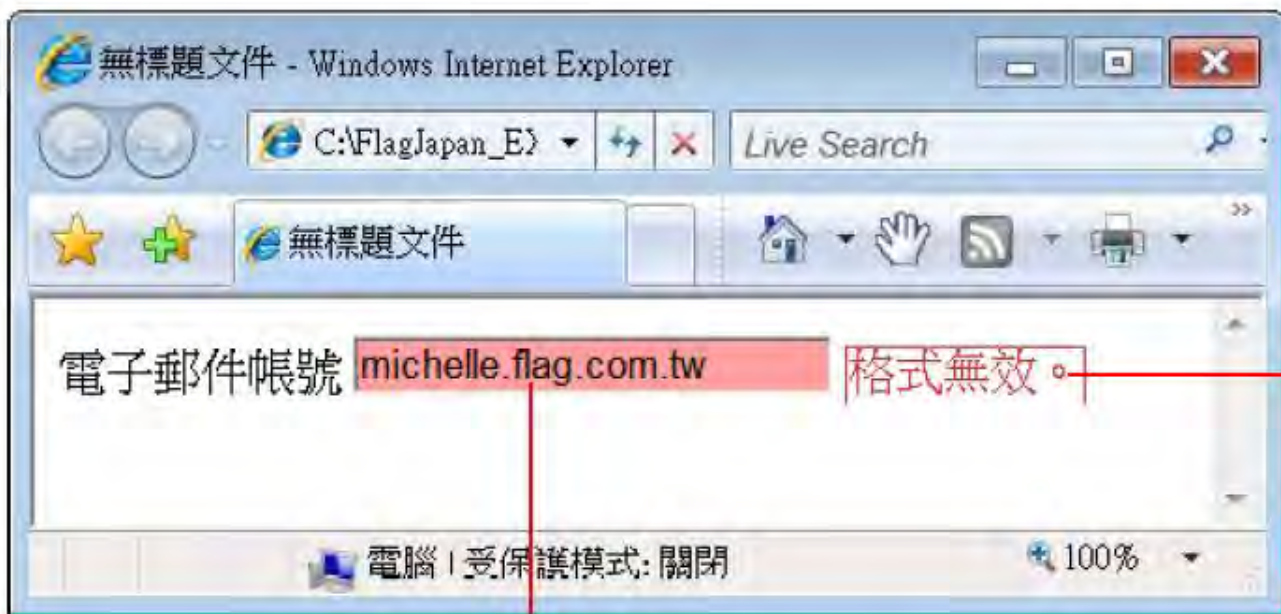 無標題文件 - Windows Internet Explorer
C:\FlagJapan_E
Live Search
無標題文件
電子郵件帳號 michelle.flag.com.tw 格式無效。
電腦 | 受保護模式: 關閉 100%